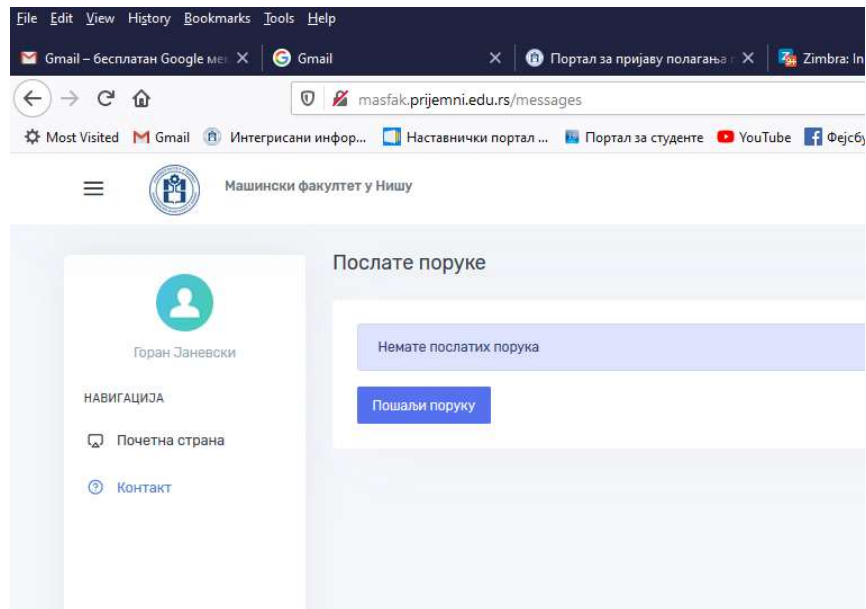 File Edit View History Bookmarks Tools Help
Gmail – бесплатан Google ме Gmail Портал за пријаву полагања Zimbra: In
masfak.prijemni.edu.rs/messages
Most Visited Gmail Интегрисани инфор... Наставнички портал ... Портал за студенте YouTube Фејсбу
Машински факултет у Нишу
Послате поруке
Немате послатих порука
Горан Јаневски
Пошаљи поруку
НАВИГАЦИЈА
Почетна страна
Контакт